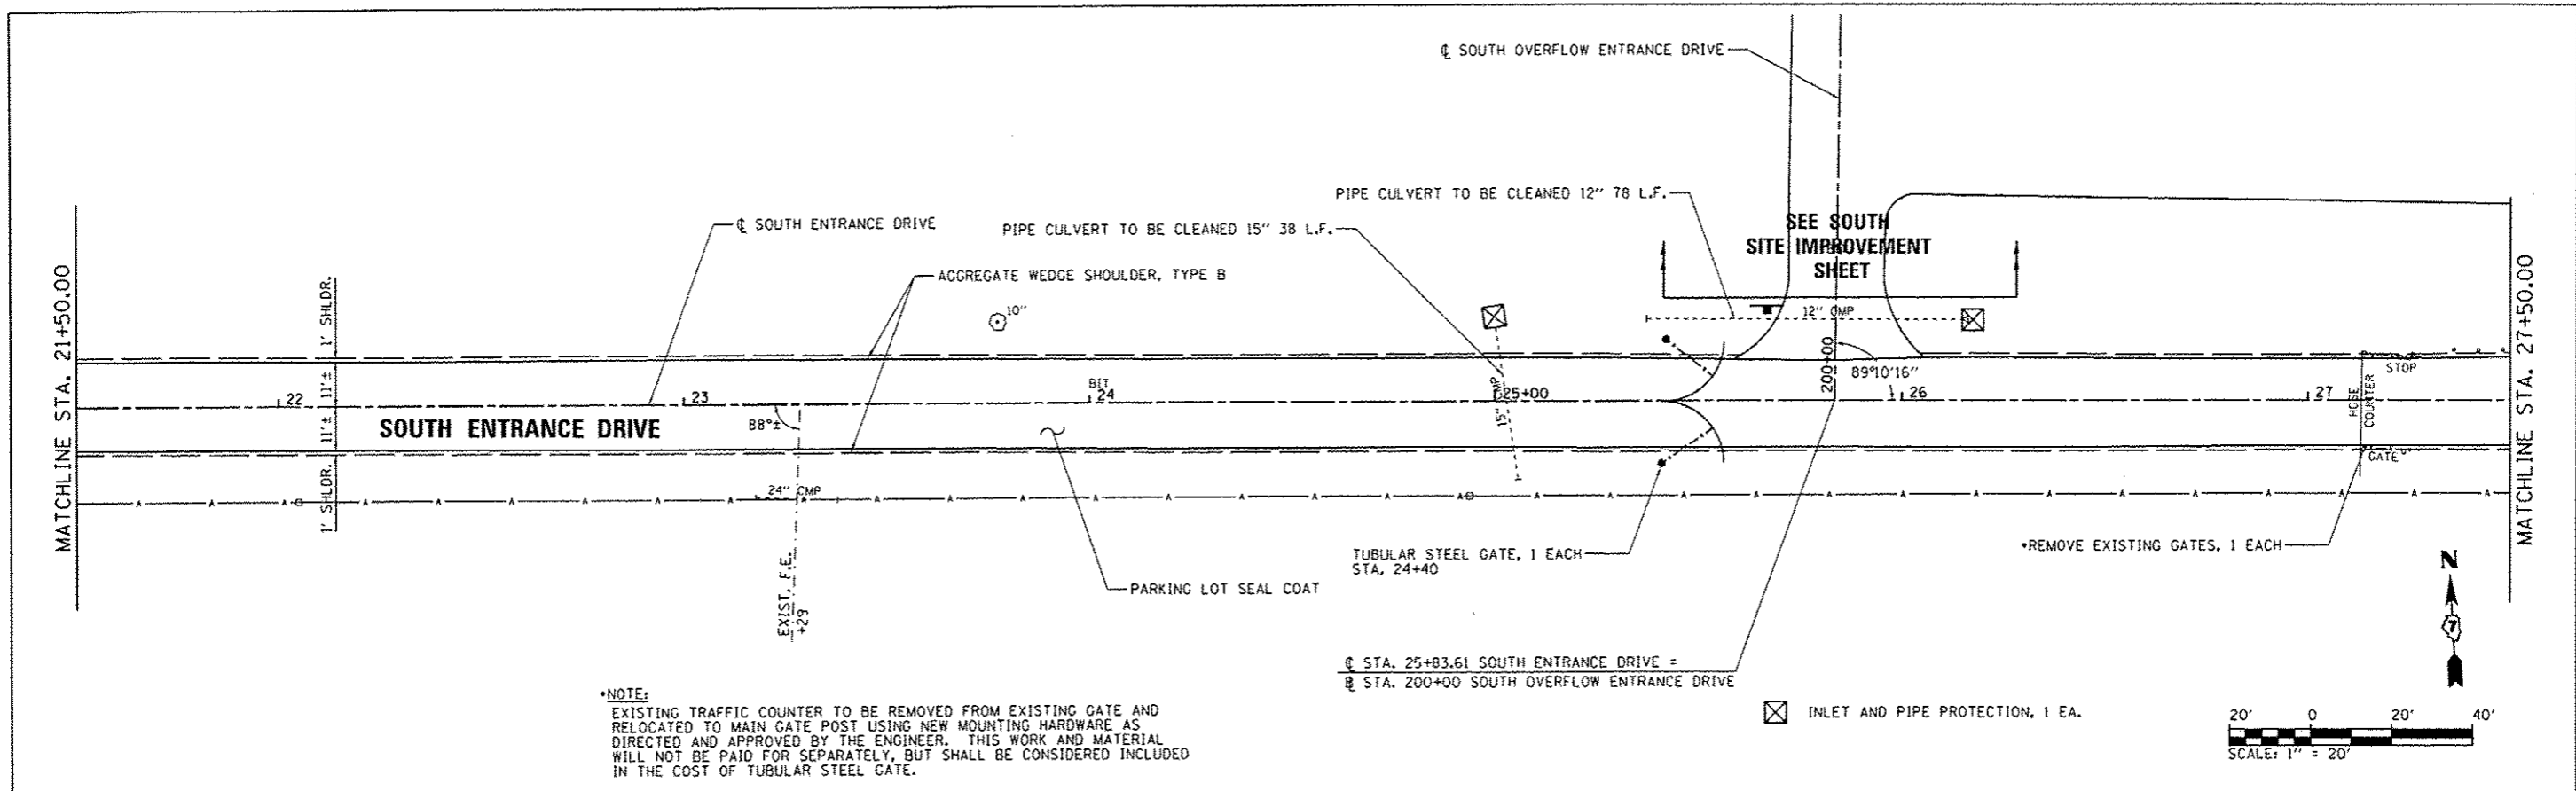 ℄ SOUTH OVERFLOW ENTRANCE DRIVE
PIPE CULVERT TO BE CLEANED 12" 78 L.F.
℄ SOUTH ENTRANCE DRIVE
PIPE CULVERT TO BE CLEANED 15" 38 L.F.
SEE SOUTH
SITE IMPROVEMENT
SHEET
AGGREGATE WEDGE SHOULDER, TYPE B
MATCHLINE STA. 21+50.00
1' SHLDR.
11'±
11'±
1' SHLDR.
10"
12" CMP
MATCHLINE STA. 27+50.00
200+00
89°10'16"
STOP
HOSE
COUNTER
GATE
22
23
BIT
24
25+00
26
27
15" CMP
SOUTH ENTRANCE DRIVE
88°±
24" CMP
A A A A A A A A A A A A A A A A A A A A A A A A A A A A A A A A A
TUBULAR STEEL GATE, 1 EACH
STA. 24+40
*REMOVE EXISTING GATES, 1 EACH
PARKING LOT SEAL COAT
EXIST. F.E.
+29
N
7
℄ STA. 25+83.61 SOUTH ENTRANCE DRIVE =
B STA. 200+00 SOUTH OVERFLOW ENTRANCE DRIVE
*NOTE:
EXISTING TRAFFIC COUNTER TO BE REMOVED FROM EXISTING GATE AND
RELOCATED TO MAIN GATE POST USING NEW MOUNTING HARDWARE AS
DIRECTED AND APPROVED BY THE ENGINEER. THIS WORK AND MATERIAL
WILL NOT BE PAID FOR SEPARATELY, BUT SHALL BE CONSIDERED INCLUDED
IN THE COST OF TUBULAR STEEL GATE.
INLET AND PIPE PROTECTION, 1 EA.
20' 0 20' 40'
SCALE: 1" = 20'